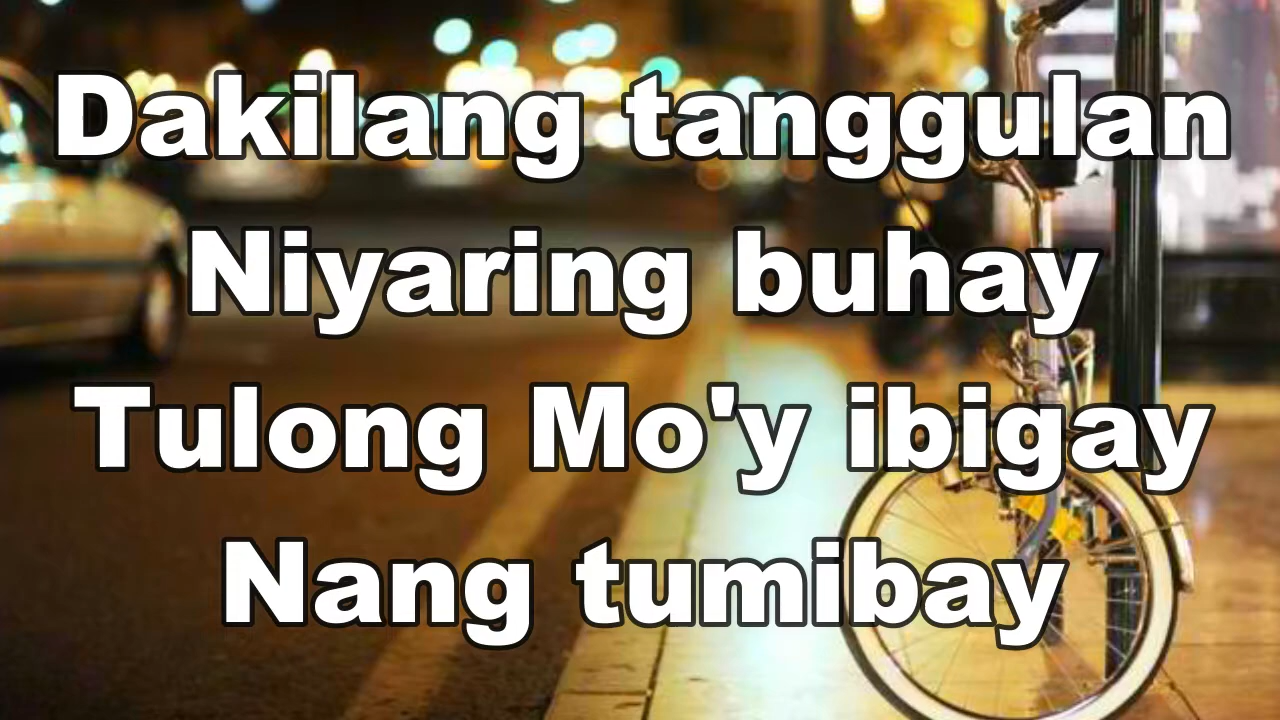 Dakilang tanggulan
Niyaring buhay
Tulong Mo'y ibigay
Nang tumibay